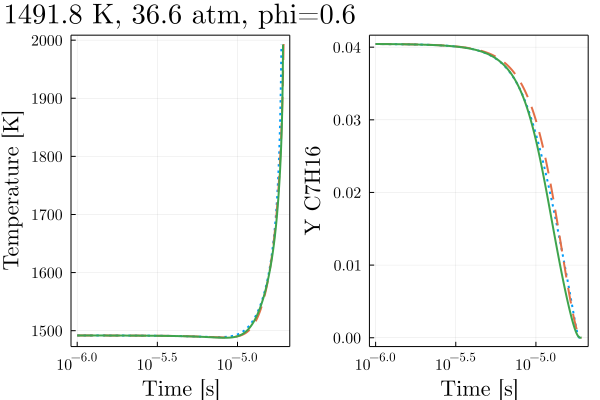 1491.8 K, 36.6 atm, phi=0.6
Temperature [K]
2000
1900
1800
1700
1600
1500
10^−6.0 10^−5.5 10^−5.0
Time [s]
Y C7H16
0.04
0.03
0.02
0.01
0.00
10^−6.0 10^−5.5 10^−5.0
Time [s]